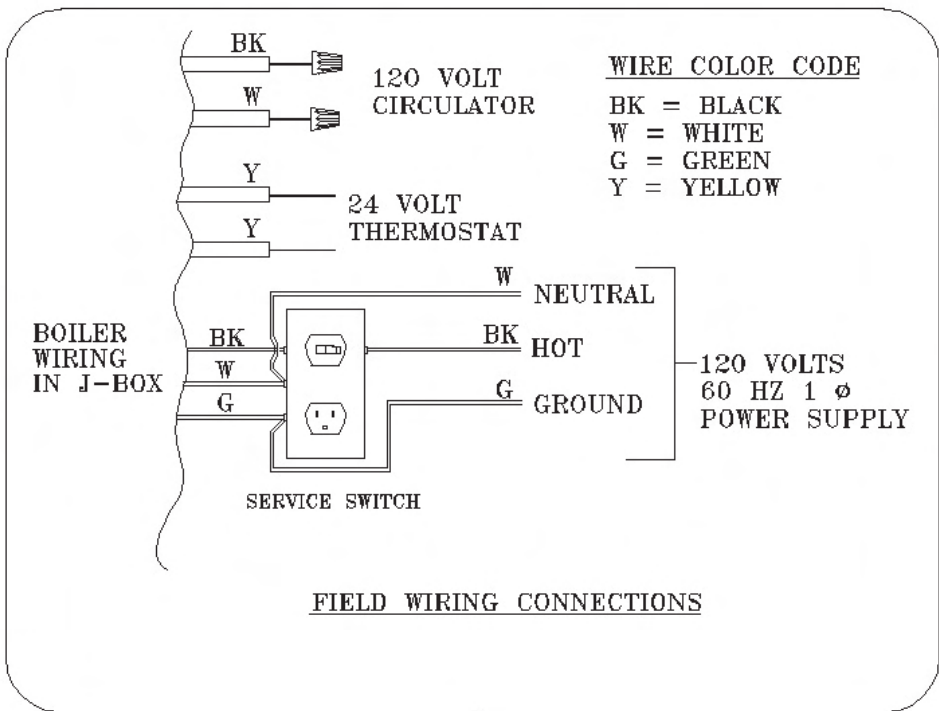 BK
120 VOLT
CIRCULATOR
W
WIRE COLOR CODE
BK = BLACK
W = WHITE
G = GREEN
Y = YELLOW
Y
24 VOLT
THERMOSTAT
Y
W
NEUTRAL
BOILER
WIRING
IN J-BOX
BK
W
G
BK
HOT
G
GROUND
120 VOLTS
60 HZ 1 ø
POWER SUPPLY
SERVICE SWITCH
FIELD WIRING CONNECTIONS